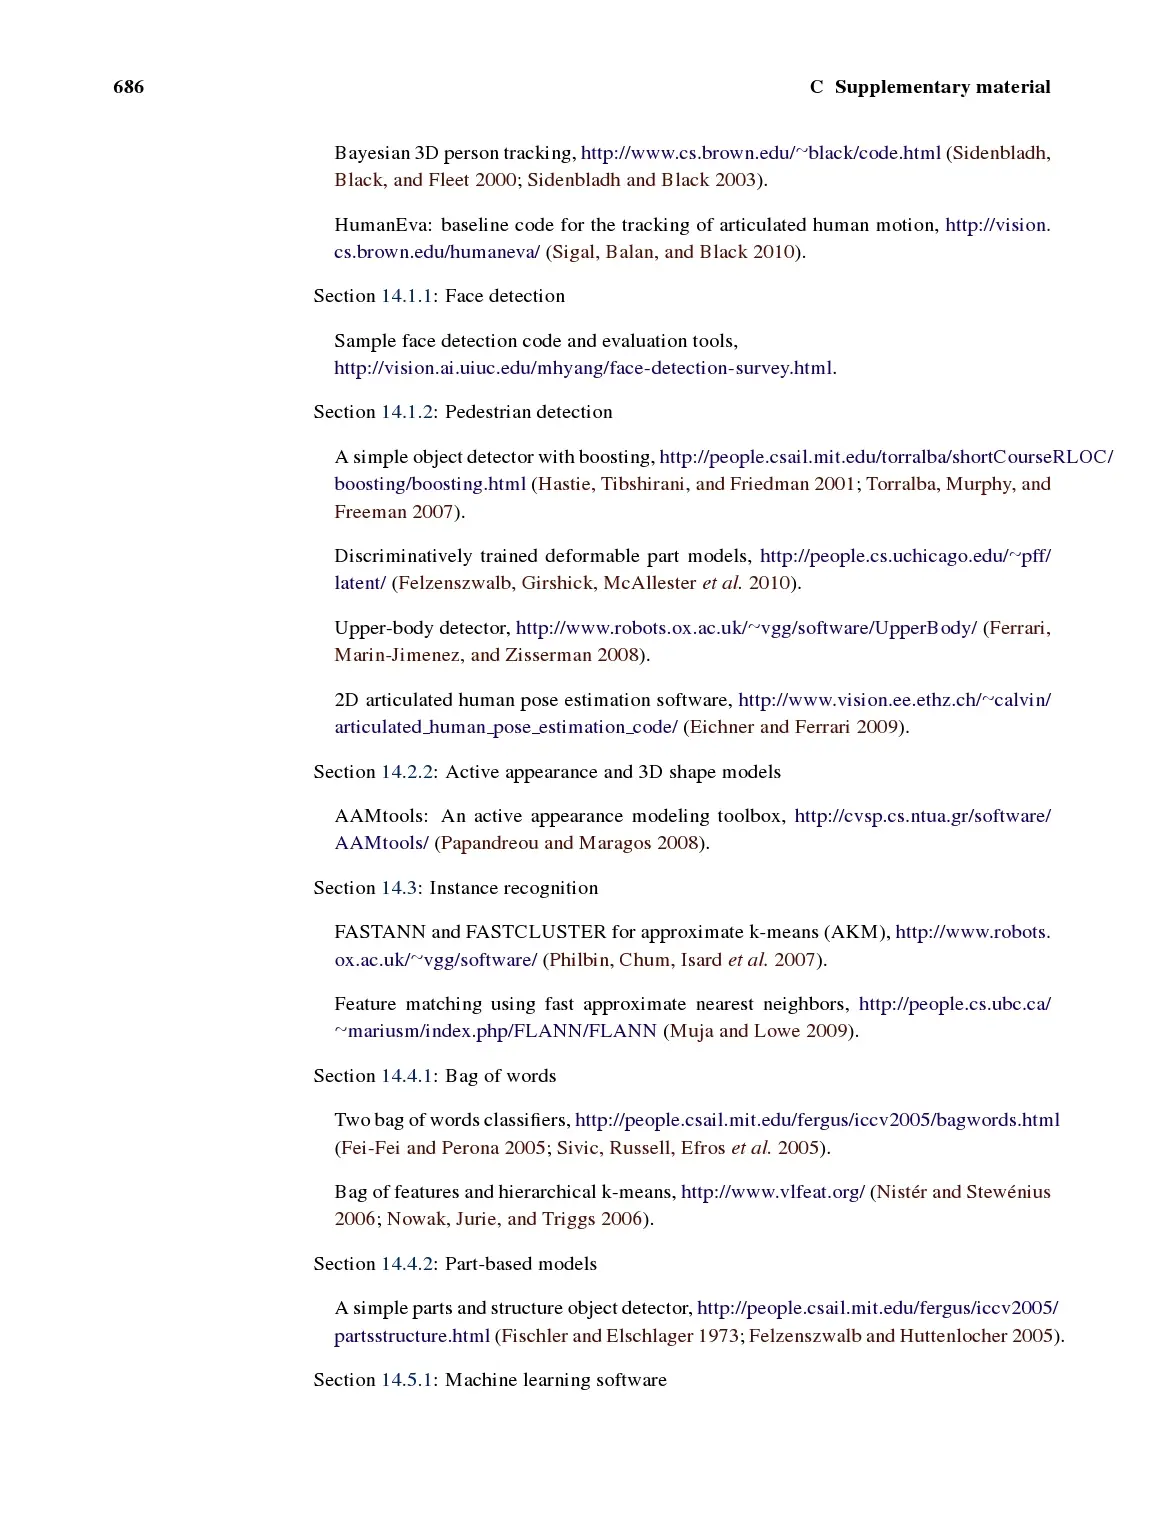 686
C Supplementary material
Bayesian 3D person tracking, http://www.cs.brown.edu/~black/code.html (Sidenbladh,
Black, and Fleet 2000; Sidenbladh and Black 2003).
HumanEva: baseline code for the tracking of articulated human motion, http://vision.
cs.brown.edu/humaneva/ (Sigal, Balan, and Black 2010).
Section 14.1.1: Face detection
Sample face detection code and evaluation tools,
http://vision.ai.uiuc.edu/mhyang/face-detection-survey.html.
Section 14.1.2: Pedestrian detection
A simple object detector with boosting, http://people.csail.mit.edu/torralba/shortCourseRLOC/
boosting/boosting.html (Hastie, Tibshirani, and Friedman 2001; Torralba, Murphy, and
Freeman 2007).
Discriminatively trained deformable part models, http://people.cs.uchicago.edu/~pff/
latent/ (Felzenszwalb, Girshick, McAllester et al. 2010).
Upper-body detector, http://www.robots.ox.ac.uk/~vgg/software/UpperBody/ (Ferrari,
Marin-Jimenez, and Zisserman 2008).
2D articulated human pose estimation software, http://www.vision.ee.ethz.ch/~calvin/
articulated_human_pose_estimation_code/ (Eichner and Ferrari 2009).
Section 14.2.2: Active appearance and 3D shape models
AAMtools: An active appearance modeling toolbox, http://cvsp.cs.ntua.gr/software/
AAMtools/ (Papandreou and Maragos 2008).
Section 14.3: Instance recognition
FASTANN and FASTCLUSTER for approximate k-means (AKM), http://www.robots.
ox.ac.uk/~vgg/software/ (Philbin, Chum, Isard et al. 2007).
Feature matching using fast approximate nearest neighbors, http://people.cs.ubc.ca/
~mariusm/index.php/FLANN/FLANN (Muja and Lowe 2009).
Section 14.4.1: Bag of words
Two bag of words classifiers, http://people.csail.mit.edu/fergus/iccv2005/bagwords.html
(Fei-Fei and Perona 2005; Sivic, Russell, Efros et al. 2005).
Bag of features and hierarchical k-means, http://www.vlfeat.org/ (Nistér and Stewénius
2006; Nowak, Jurie, and Triggs 2006).
Section 14.4.2: Part-based models
A simple parts and structure object detector, http://people.csail.mit.edu/fergus/iccv2005/
partsstructure.html (Fischler and Elschlager 1973; Felzenszwalb and Huttenlocher 2005).
Section 14.5.1: Machine learning software